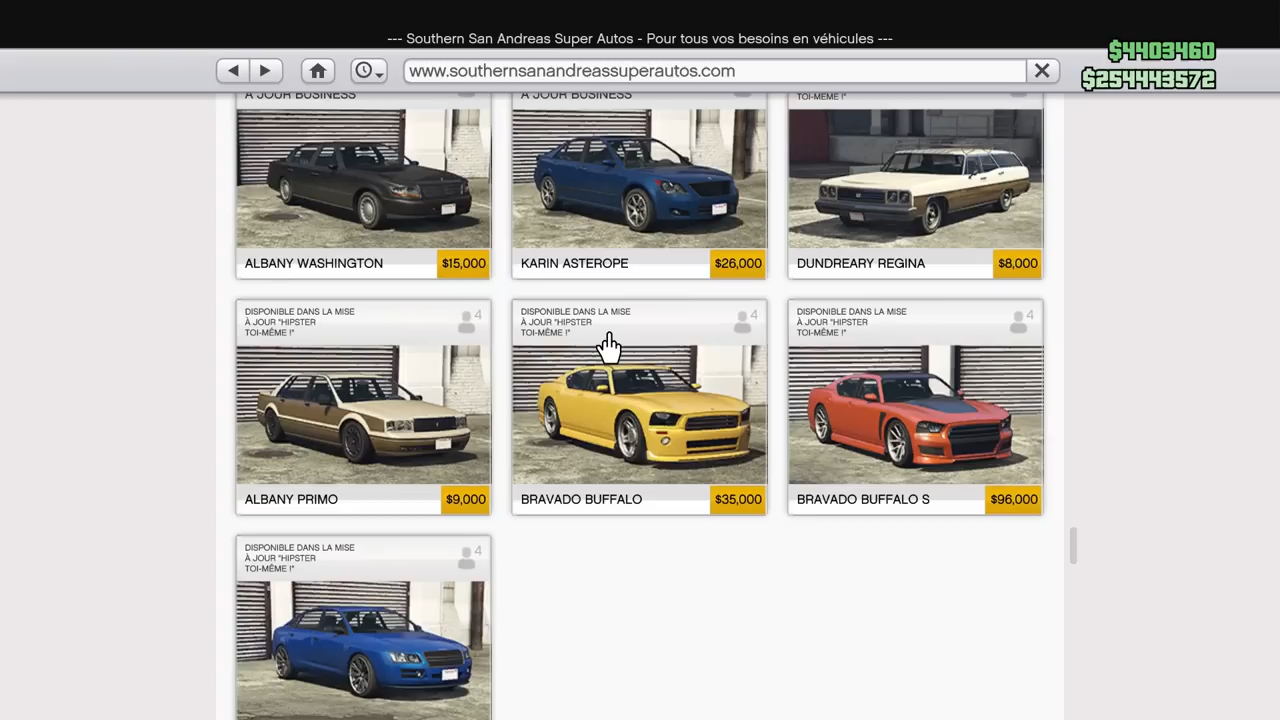 --- Southern San Andreas Super Autos - Pour tous vos besoins en véhicules ---
$4403460
www.southernsanandreassuperautos.com
$254443572
À JOUR BUSINESS
À JOUR BUSINESS
TOI-MÊME !"
ALBANY WASHINGTON
$15,000
KARIN ASTEROPE
$26,000
DUNDREARY REGINA
$8,000
DISPONIBLE DANS LA MISE
À JOUR "HIPSTER
TOI-MÊME !"
4
DISPONIBLE DANS LA MISE
À JOUR "HIPSTER
TOI-MÊME !"
4
DISPONIBLE DANS LA MISE
À JOUR "HIPSTER
TOI-MÊME !"
4
ALBANY PRIMO
$9,000
BRAVADO BUFFALO
$35,000
BRAVADO BUFFALO S
$96,000
DISPONIBLE DANS LA MISE
À JOUR "HIPSTER
TOI-MÊME !"
4